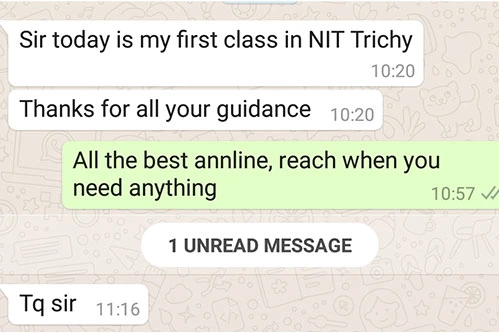 Sir today is my first class in NIT Trichy
10:20
Thanks for all your guidance 10:20
All the best annline, reach when you
need anything
10:57
1 UNREAD MESSAGE
Tq sir 11:16